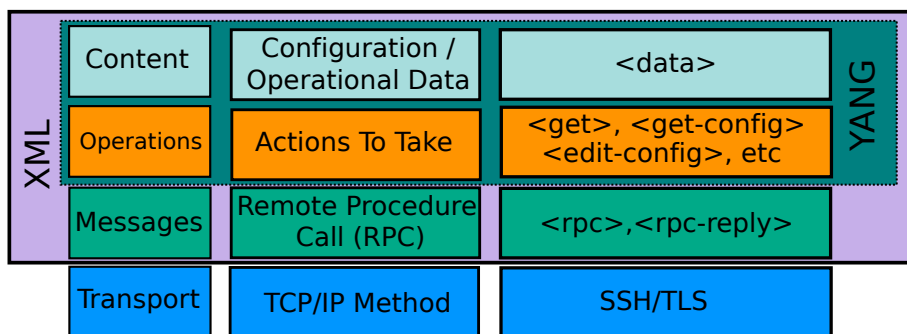 XML
YANG
Content
Configuration /
Operational Data
<data>
Operations
Actions To Take
<get>, <get-config>
<edit-config>, etc
Messages
Remote Procedure
Call (RPC)
<rpc>,<rpc-reply>
Transport
TCP/IP Method
SSH/TLS